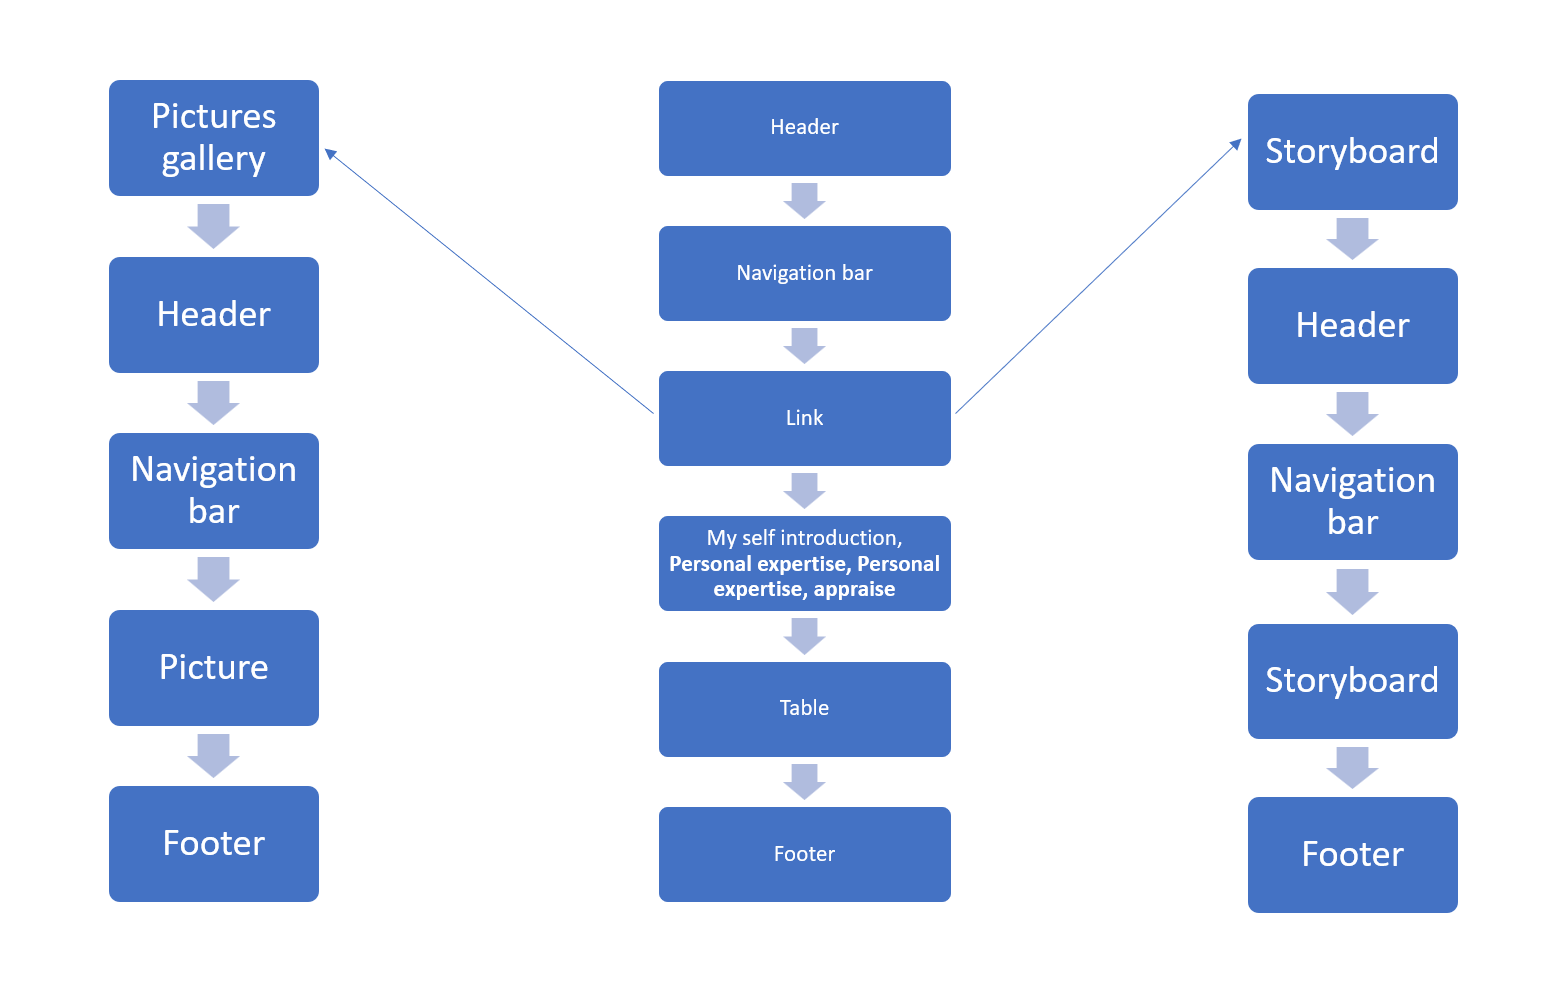 Pictures
gallery
Header
Navigation
bar
Picture
Footer
Header
Navigation bar
Link
My self introduction,
Personal expertise, Personal
expertise, appraise
Table
Footer
Storyboard
Header
Navigation
bar
Storyboard
Footer